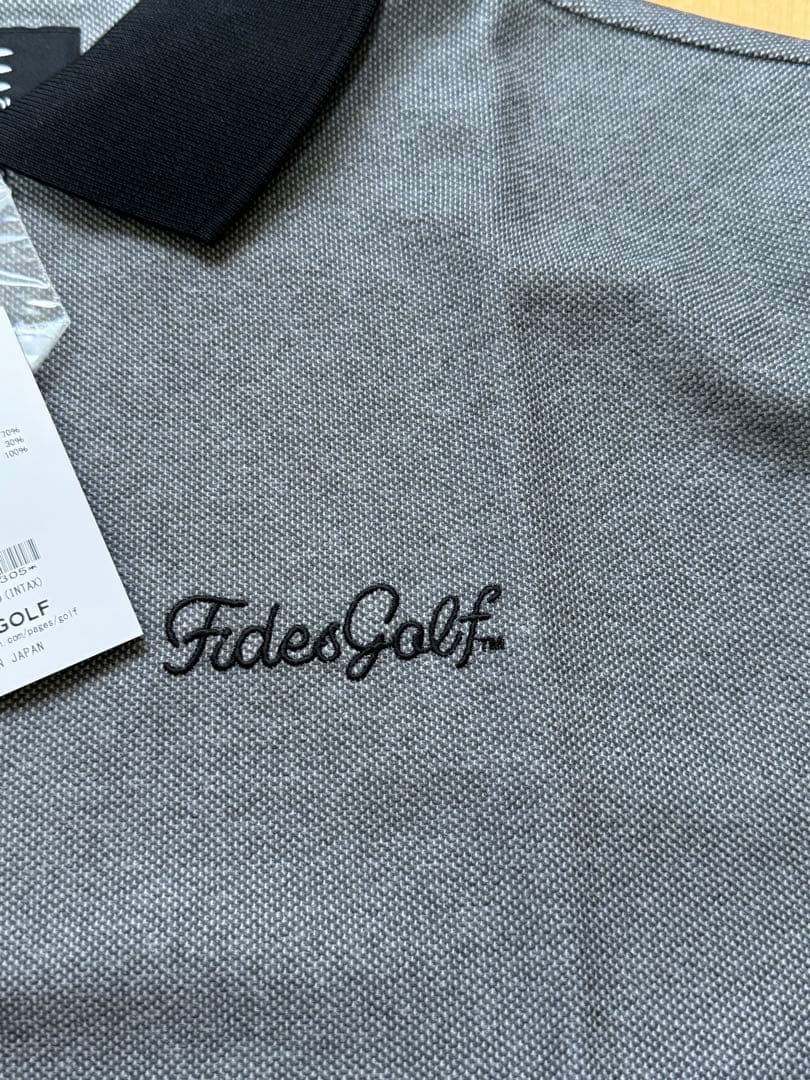 70%
30%
100%
305*
(INTAX)
GOLF
.com/pages/golf
N JAPAN
FidesGolf™